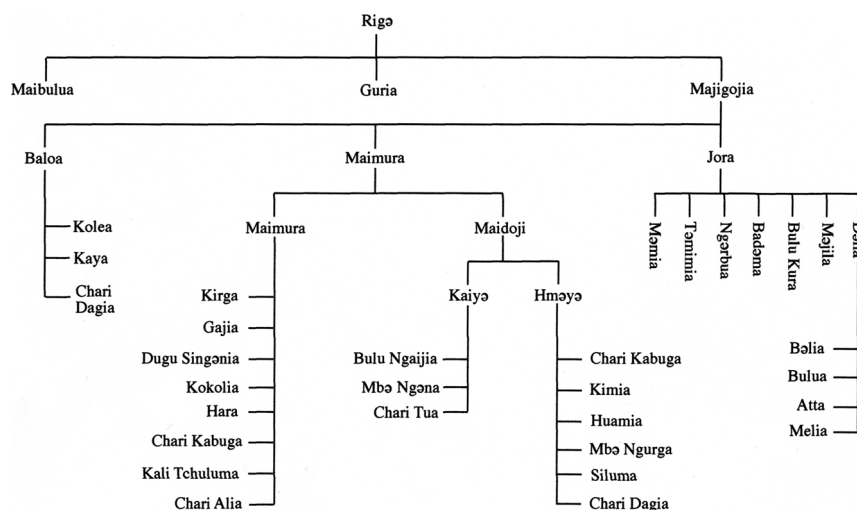 Rigə
Maibulua
Guria
Majigojia
Baloa
Maimura
Jora
Kolea
Kaya
Chari
Dagia
Maimura
Maidoji
Məmia
Təmimia
Ngərbua
Badəma
Bulu Kura
Məjila
Kirga
Gajia
Dugu Singənia
Kokolia
Hara
Chari Kabuga
Kali Tchuluma
Chari Alia
Kaiyə
Hməyə
Bulu Ngaijia
Mbə Ngəna
Chari Tua
Chari Kabuga
Kimia
Huamia
Mbə Ngurga
Siluma
Chari Dagia
Bəlia
Bulua
Atta
Melia